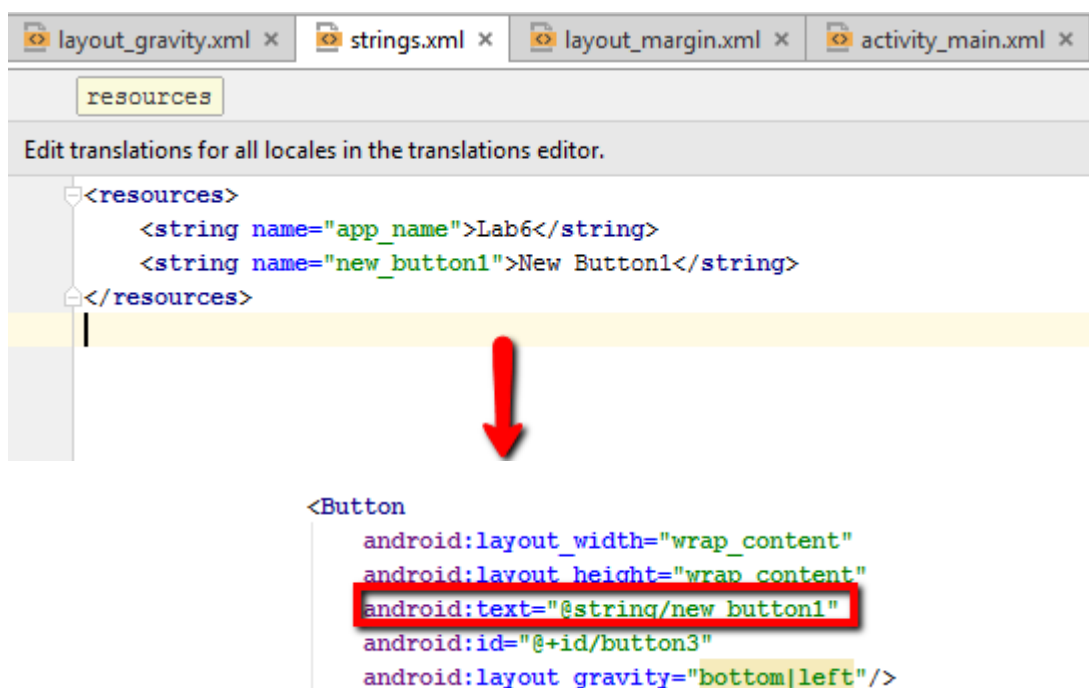 layout_gravity.xml × strings.xml × layout_margin.xml × activity_main.xml ×
resources
Edit translations for all locales in the translations editor.
<resources>
    <string name="app_name">Lab6</string>
    <string name="new_button1">New Button1</string>
</resources>
<Button
    android:layout_width="wrap_content"
    android:layout_height="wrap_content"
    android:text="@string/new_button1"
    android:id="@+id/button3"
    android:layout_gravity="bottom|left"/>